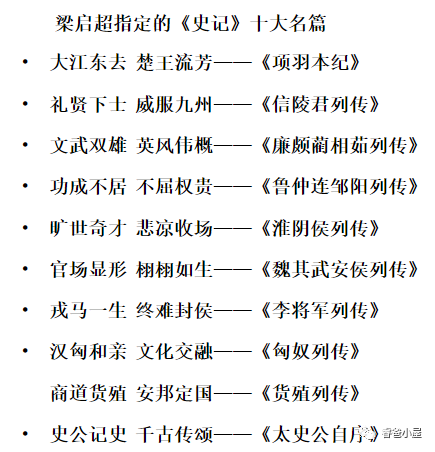 梁启超指定的《史记》十大名篇
• 大江东去 楚王流芳——《项羽本纪》
• 礼贤下士 威服九州——《信陵君列传》
• 文武双雄 英风伟概——《廉颇蔺相如列传》
• 功成不居 不屈权贵——《鲁仲连邹阳列传》
• 旷世奇才 悲凉收场——《淮阴侯列传》
• 官场显形 栩栩如生——《魏其武安侯列传》
• 戎马一生 终难封侯——《李将军列传》
• 汉匈和亲 文化交融——《匈奴列传》
商道货殖 安邦定国——《货殖列传》
• 史公记史 千古传颂——《太史公自序》
睿爸小屋